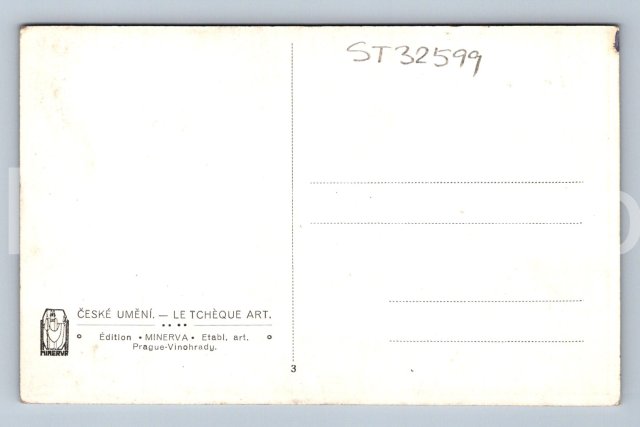 ST32599
ČESKÉ UMĚNÍ. — LE TCHÈQUE ART.
Édition • MINERVA • Etabl. art.
Prague-Vinohrady.
MINERVA
3